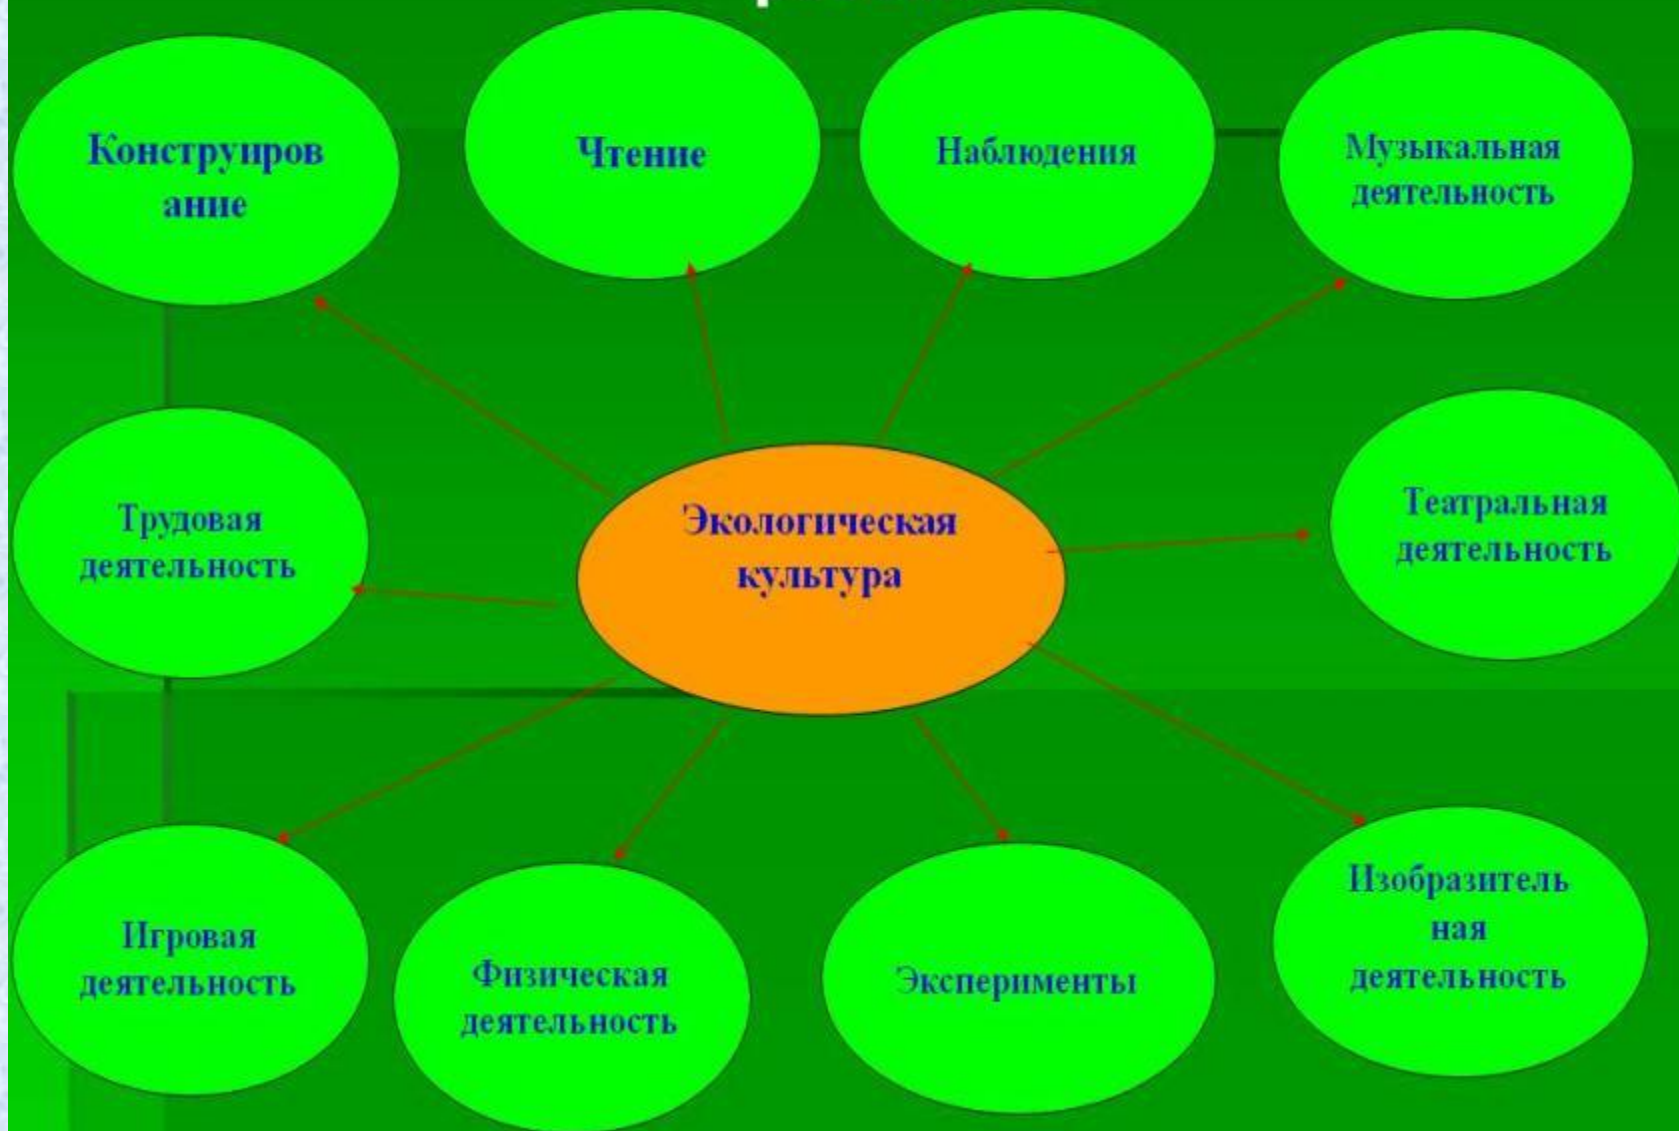 Конструиров
ание
Чтение
Наблюдения
Музыкальная
деятельность
Трудовая
деятельность
Экологическая
культура
Театральная
деятельность
Игровая
деятельность
Физическая
деятельность
Эксперименты
Изобразитель
ная
деятельность